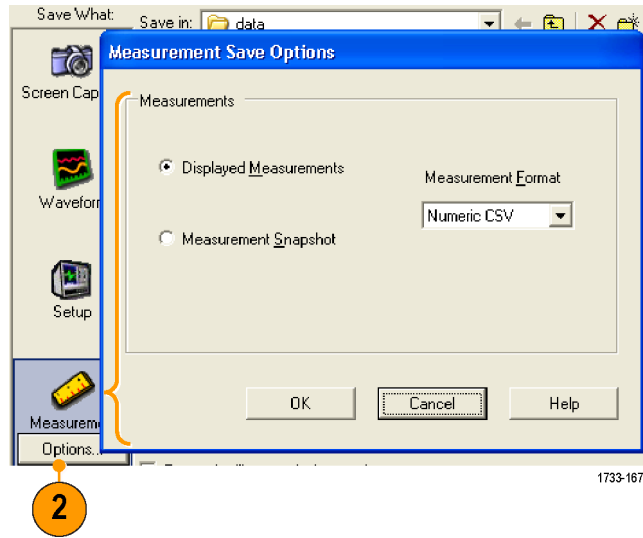 Save What:
Save in: data
Measurement Save Options
Screen Cap
Measurements
Displayed Measurements
Measurement Format
Waveforr
Numeric CSV
Measurement Snapshot
Setup
OK
Cancel
Help
Measurem
Options...
1733-167
2